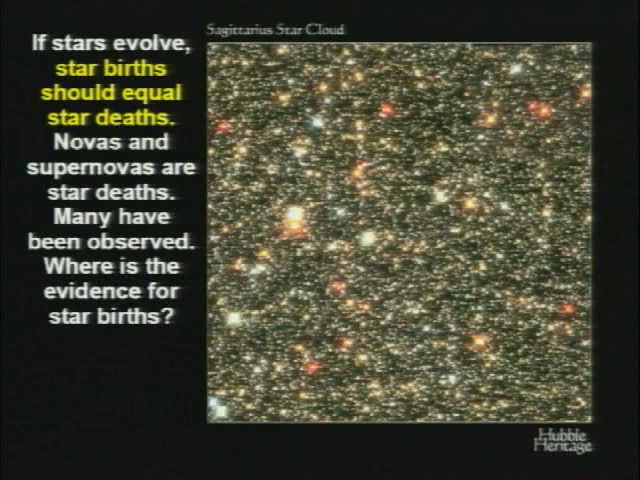 Sagittarius Star Cloud
If stars evolve,
star births
should equal
star deaths.
Novas and
supernovas are
star deaths.
Many have
been observed.
Where is the
evidence for
star births?
Hubble
Heritage